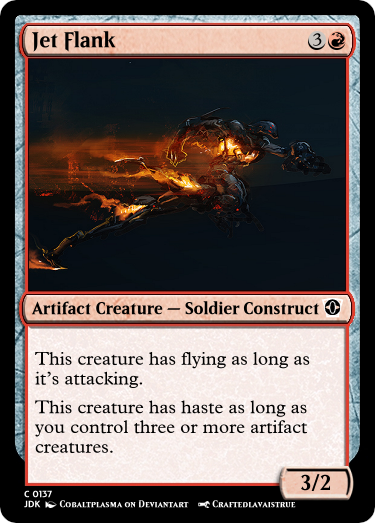 Jet Flank
3
Artifact Creature — Soldier Construct
This creature has flying as long as
it's attacking.
This creature has haste as long as
you control three or more artifact
creatures.
3/2
C 0137
JDK Cobaltplasma on Deviantart Craftedlavaistrue